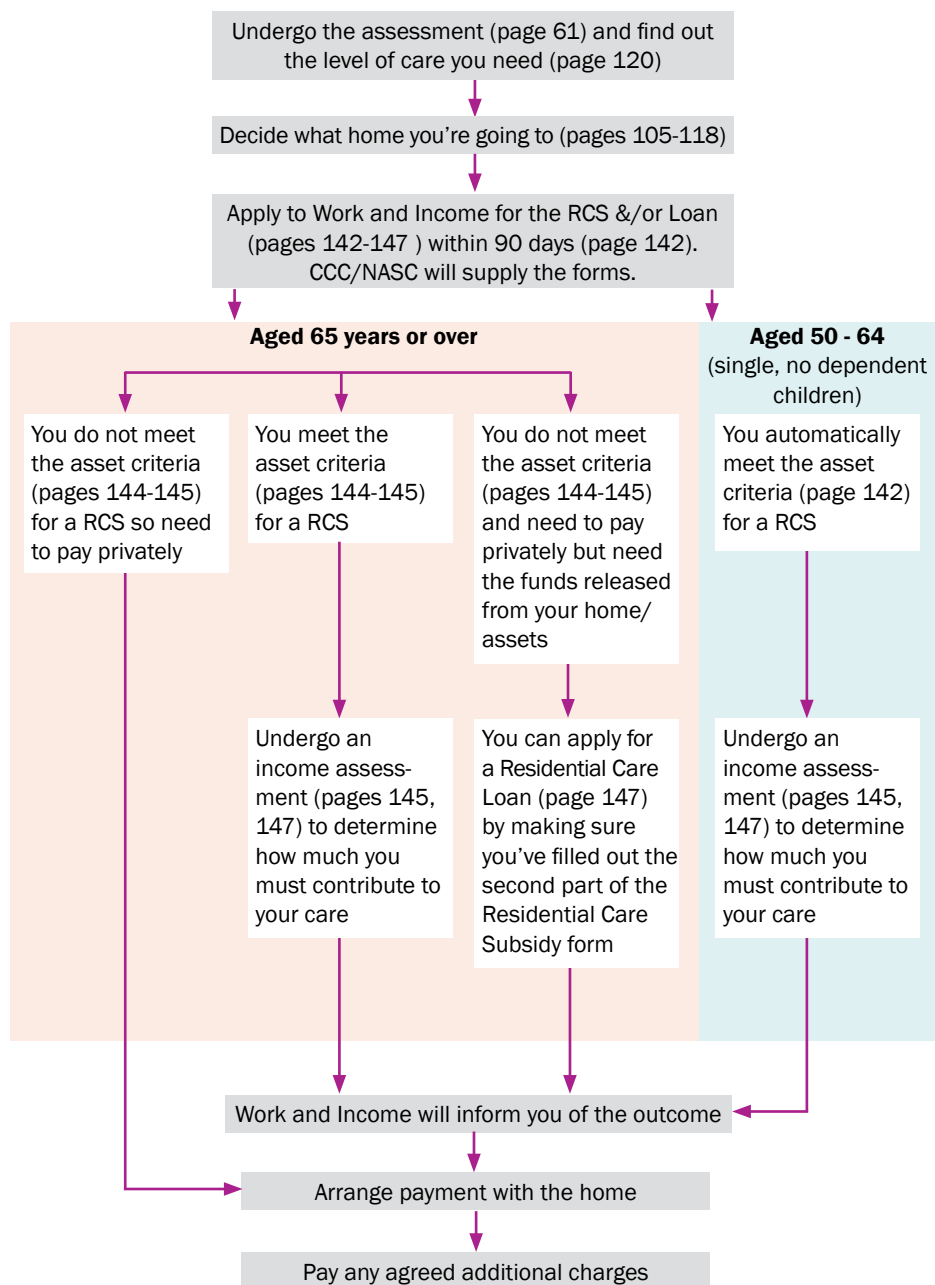 Undergo the assessment (page 61) and find out
the level of care you need (page 120)
Decide what home you're going to (pages 105-118)
Apply to Work and Income for the RCS &/or Loan
(pages 142-147 ) within 90 days (page 142).
CCC/NASC will supply the forms.
Aged 65 years or over
You do not meet
the asset criteria
(pages 144-145)
for a RCS so need
to pay privately
You meet the
asset criteria
(pages 144-145)
for a RCS
You do not meet
the asset criteria
(pages 144-145)
and need to pay
privately but need
the funds released
from your home/
assets
Undergo an
income assess-
ment (pages 145,
147) to determine
how much you
must contribute to
your care
You can apply for
a Residential Care
Loan (page 147)
by making sure
you've filled out the
second part of the
Residential Care
Subsidy form
Aged 50 - 64
(single, no dependent
children)
You automatically
meet the asset
criteria (page 142)
for a RCS
Undergo an
income assess-
ment (pages 145,
147) to determine
how much you
must contribute to
your care
Work and Income will inform you of the outcome
Arrange payment with the home
Pay any agreed additional charges